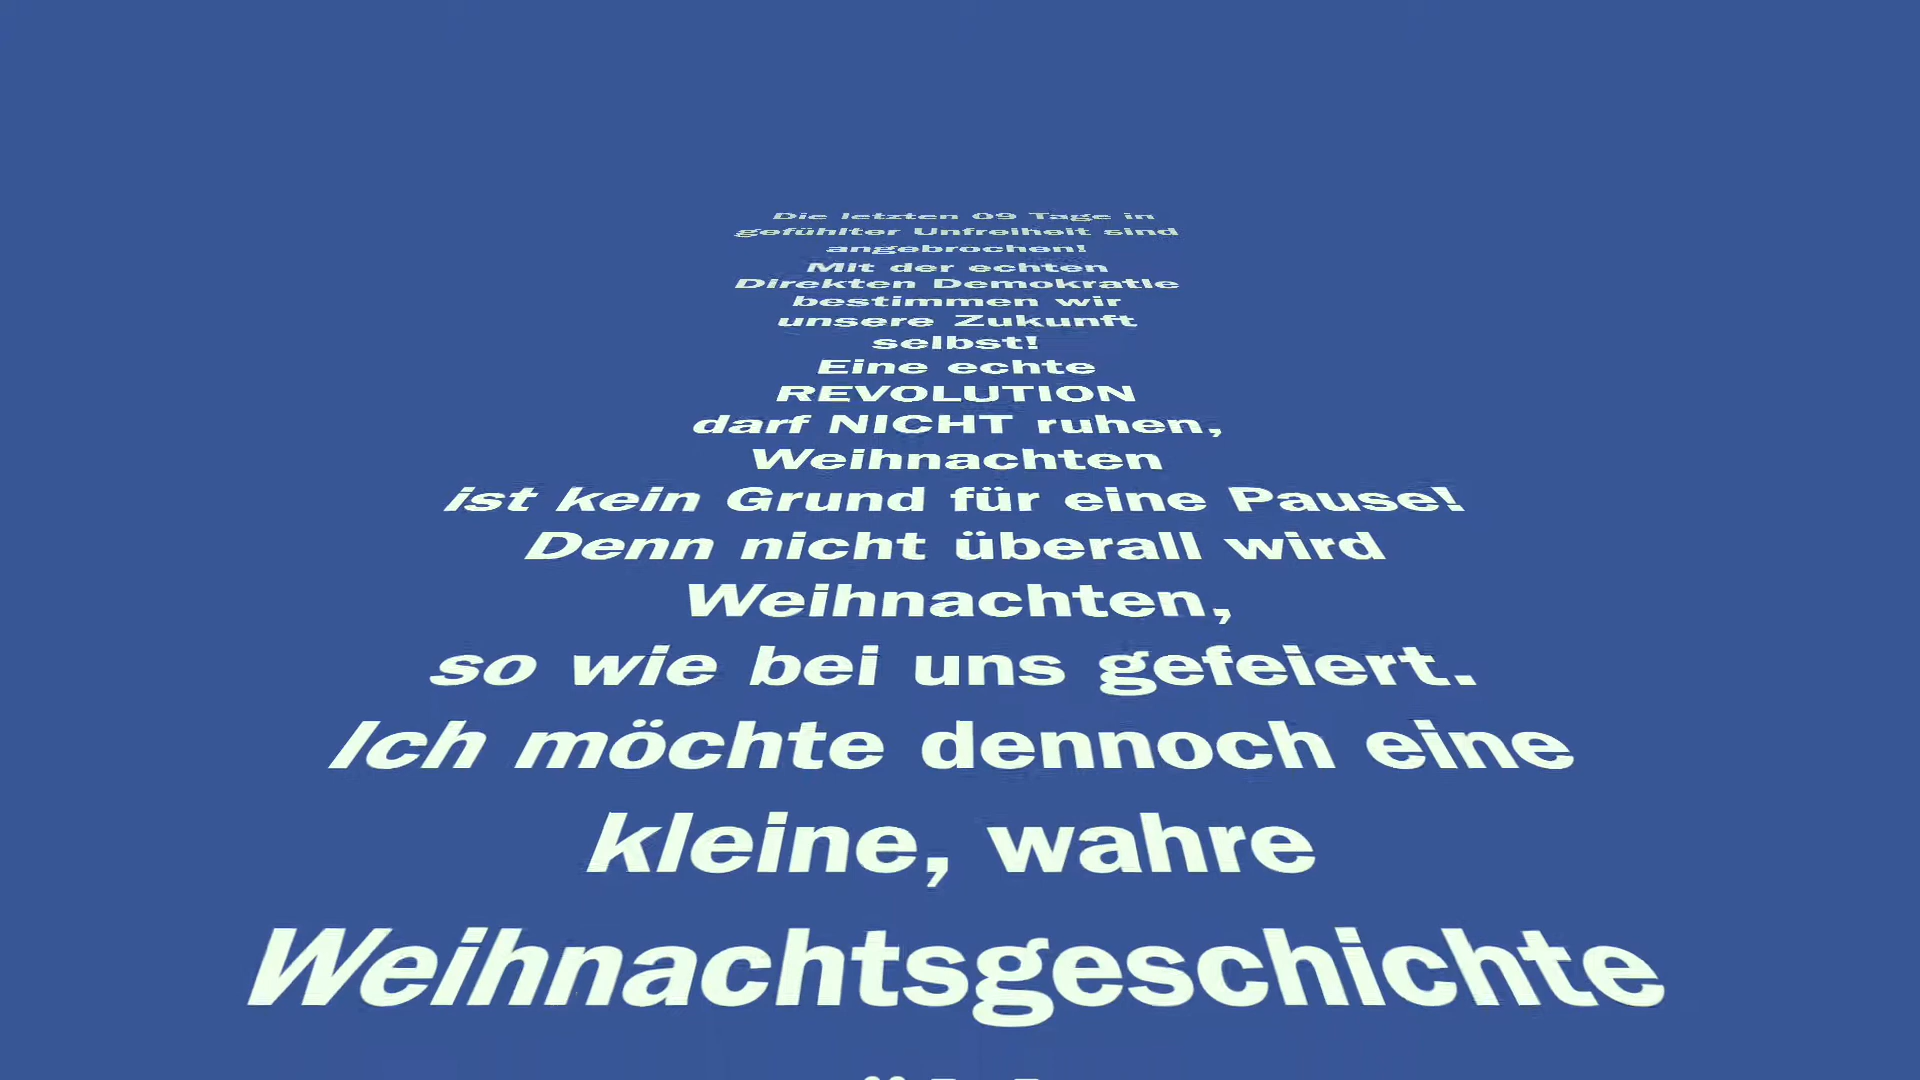 Die letzten 09 Tage in
gefühlter Unfreiheit sind
angebrochen!
Mit der echten
Direkten Demokratie
bestimmen wir
unsere Zukunft
selbst!
Eine echte
REVOLUTION
darf NICHT ruhen,
Weihnachten
ist kein Grund für eine Pause!
Denn nicht überall wird
Weihnachten,
so wie bei uns gefeiert.
Ich möchte dennoch eine
kleine, wahre
Weihnachtsgeschichte